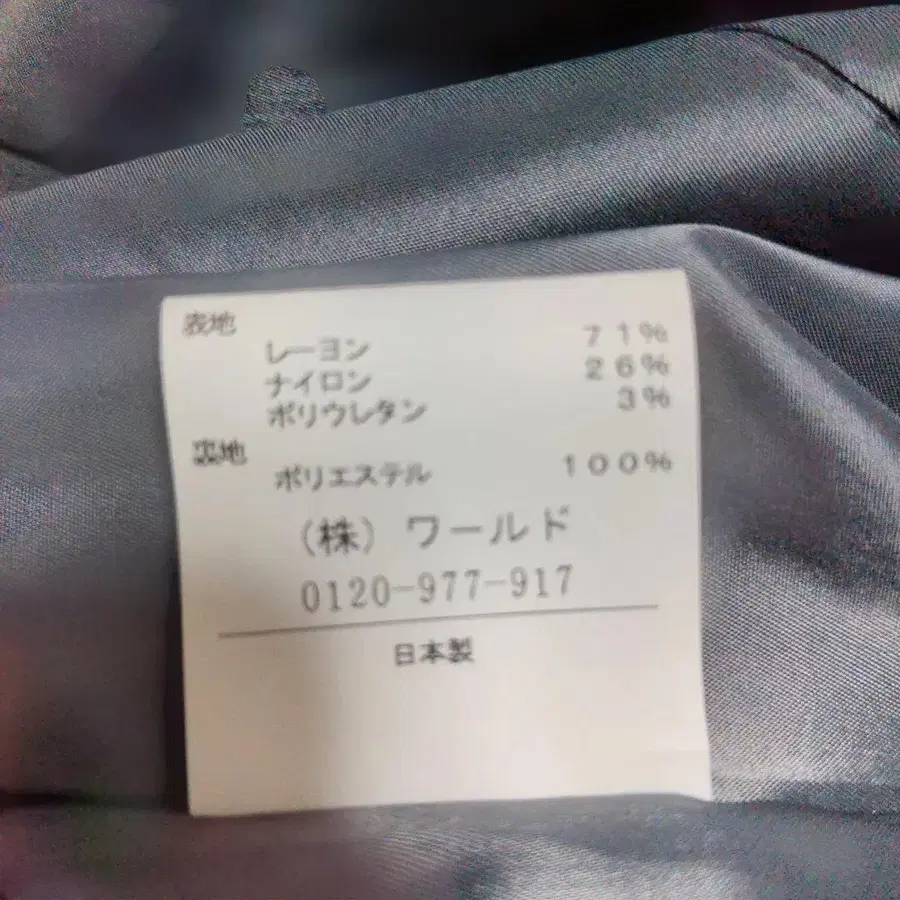 表地
レーヨン 71%
ナイロン 26%
ポリウレタン 3%
裏地
ポリエステル 100%
(株) ワールド
0120-977-917
日本製